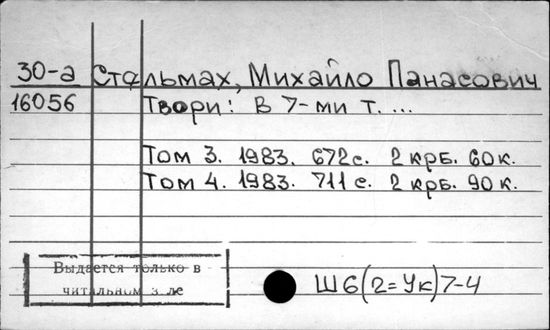 30-а Стельмах, Михайло Панасович
16056 Твори: В 7-ми т. ...
Том 3. 1983. 672с. 2 крб. 60 к.
Том 4. 1983. 711 с. 2 крб. 90 к.
Выдается только в
читальном з ле
Ш6(2=Ук)7-4